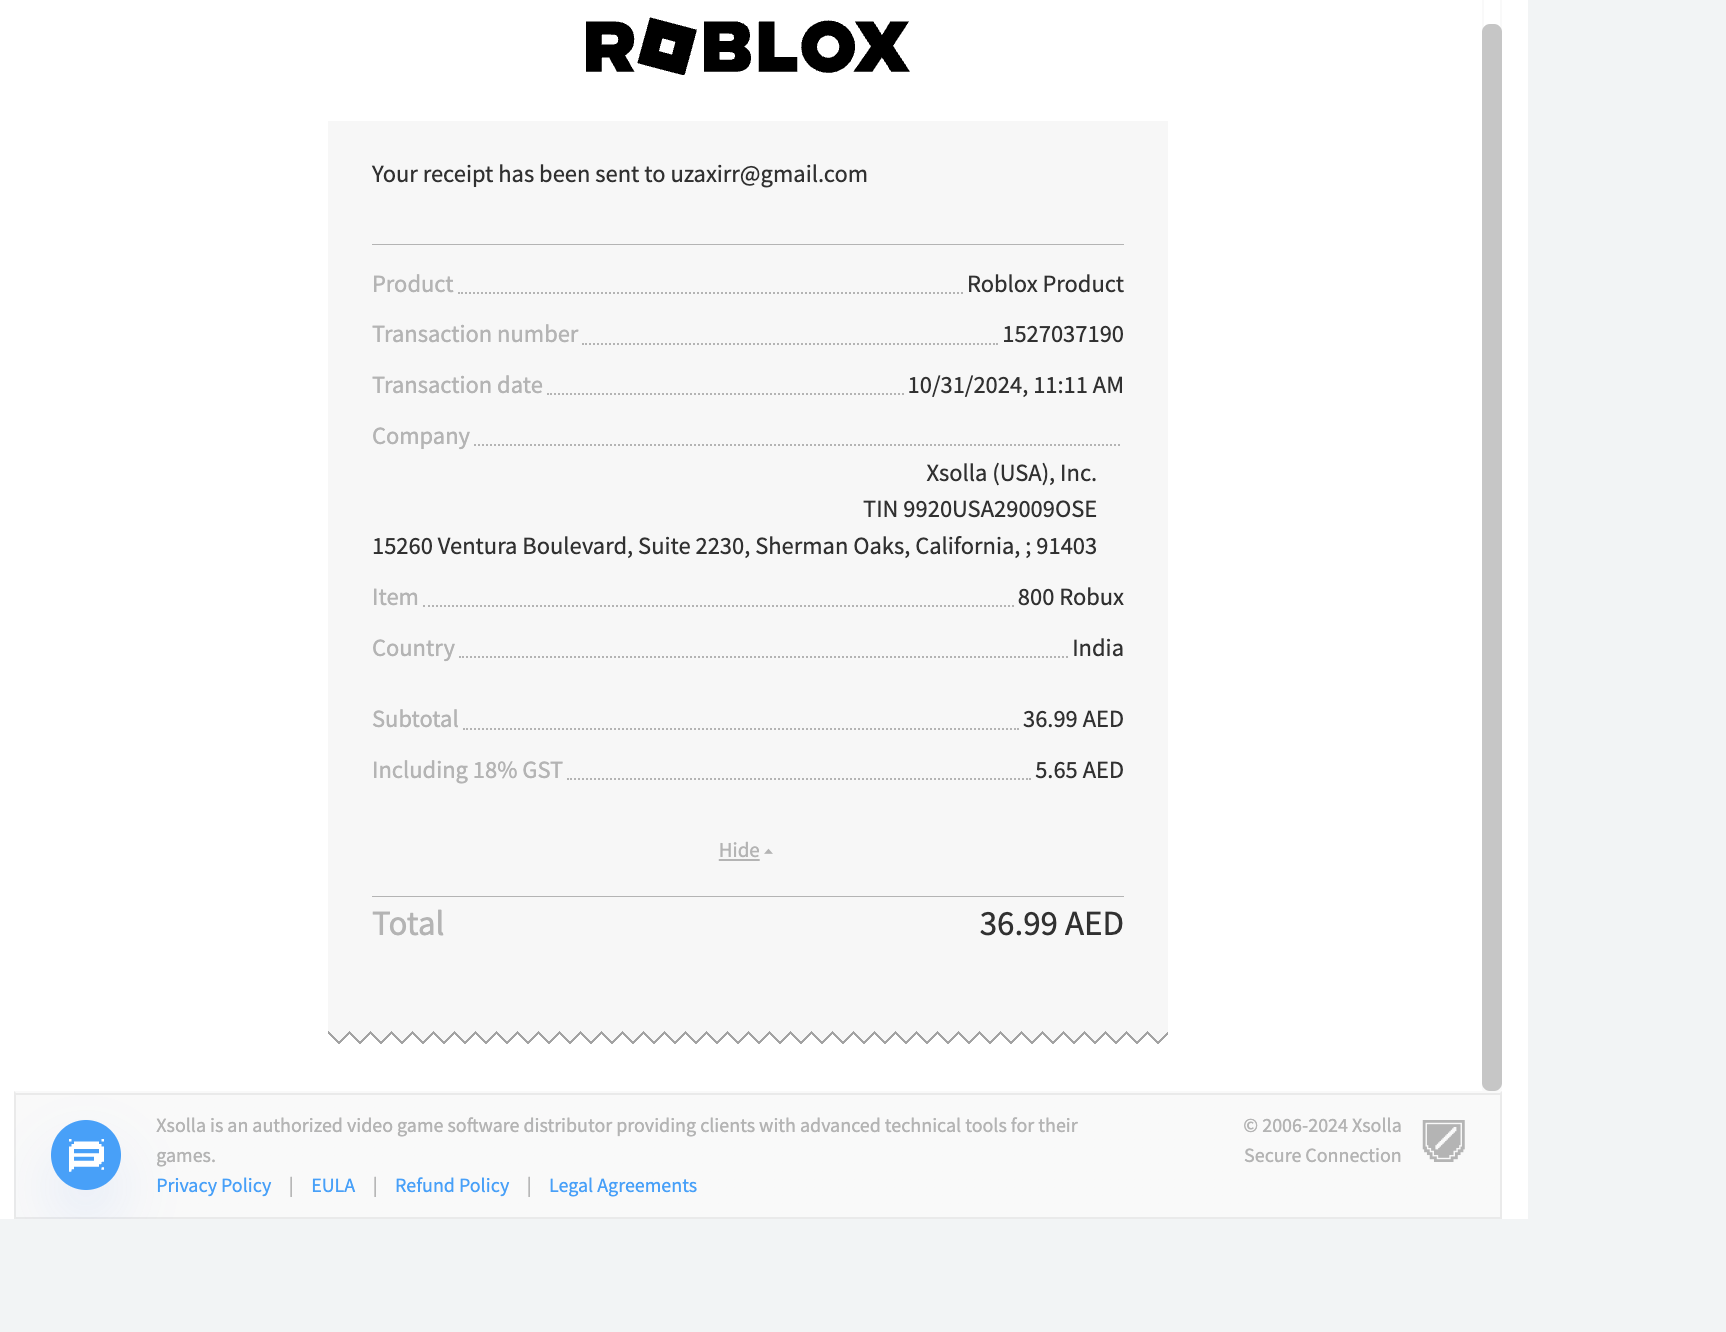 ROBLOX
Your receipt has been sent to uzaxirr@gmail.com
Product Roblox Product
Transaction number 1527037190
Transaction date 10/31/2024, 11:11 AM
Company
Xsolla (USA), Inc.
TIN 9920USA29009OSE
15260 Ventura Boulevard, Suite 2230, Sherman Oaks, California, ; 91403
Item 800 Robux
Country India
Subtotal 36.99 AED
Including 18% GST 5.65 AED
Hide
Total 36.99 AED
Xsolla is an authorized video game software distributor providing clients with advanced technical tools for their
games.
Privacy Policy | EULA | Refund Policy | Legal Agreements
© 2006-2024 Xsolla
Secure Connection